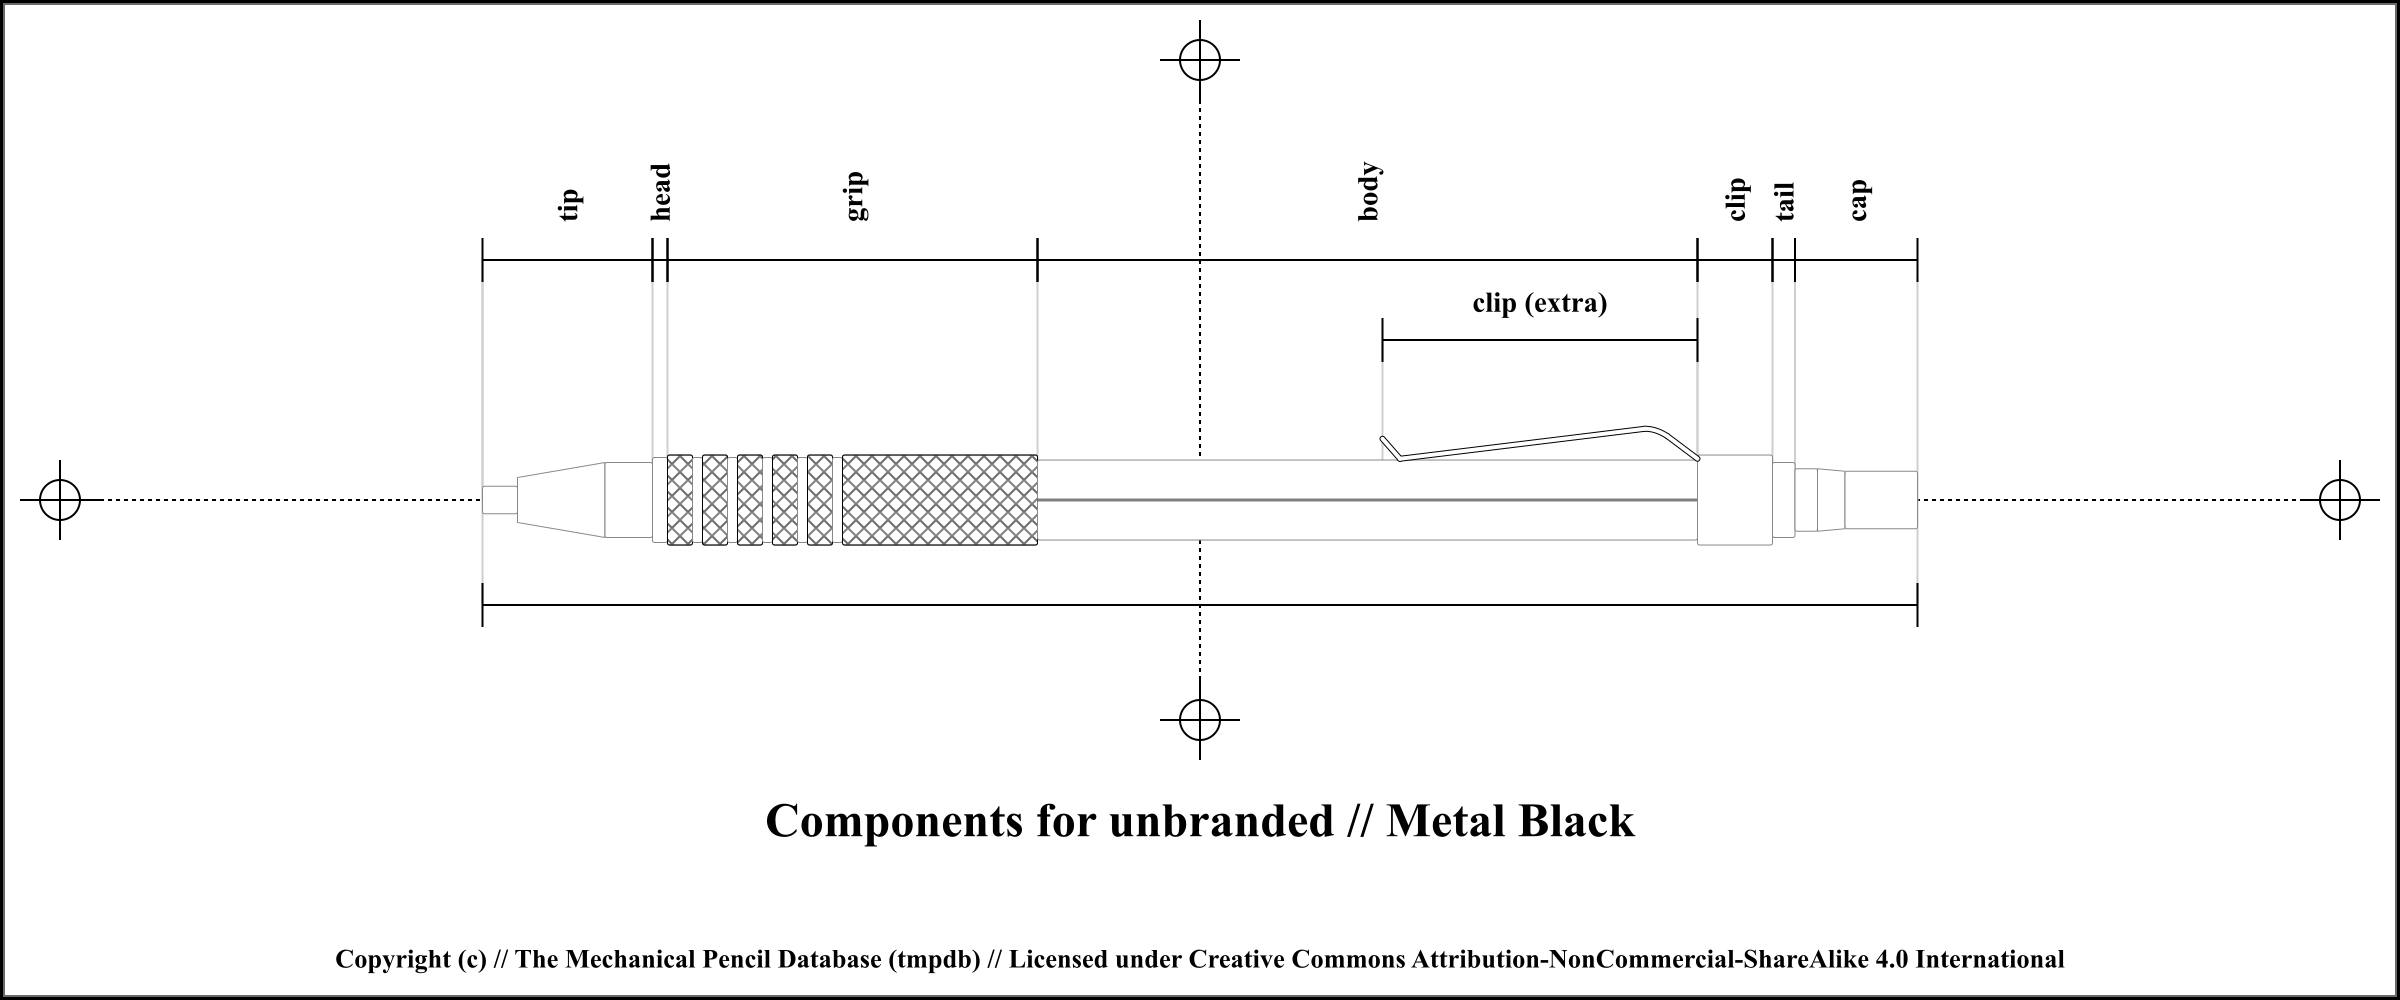 tip
head
grip
body
clip
tail
cap
clip (extra)
Components for unbranded // Metal Black
Copyright (c) // The Mechanical Pencil Database (tmpdb) // Licensed under Creative Commons Attribution-NonCommercial-ShareAlike 4.0 International